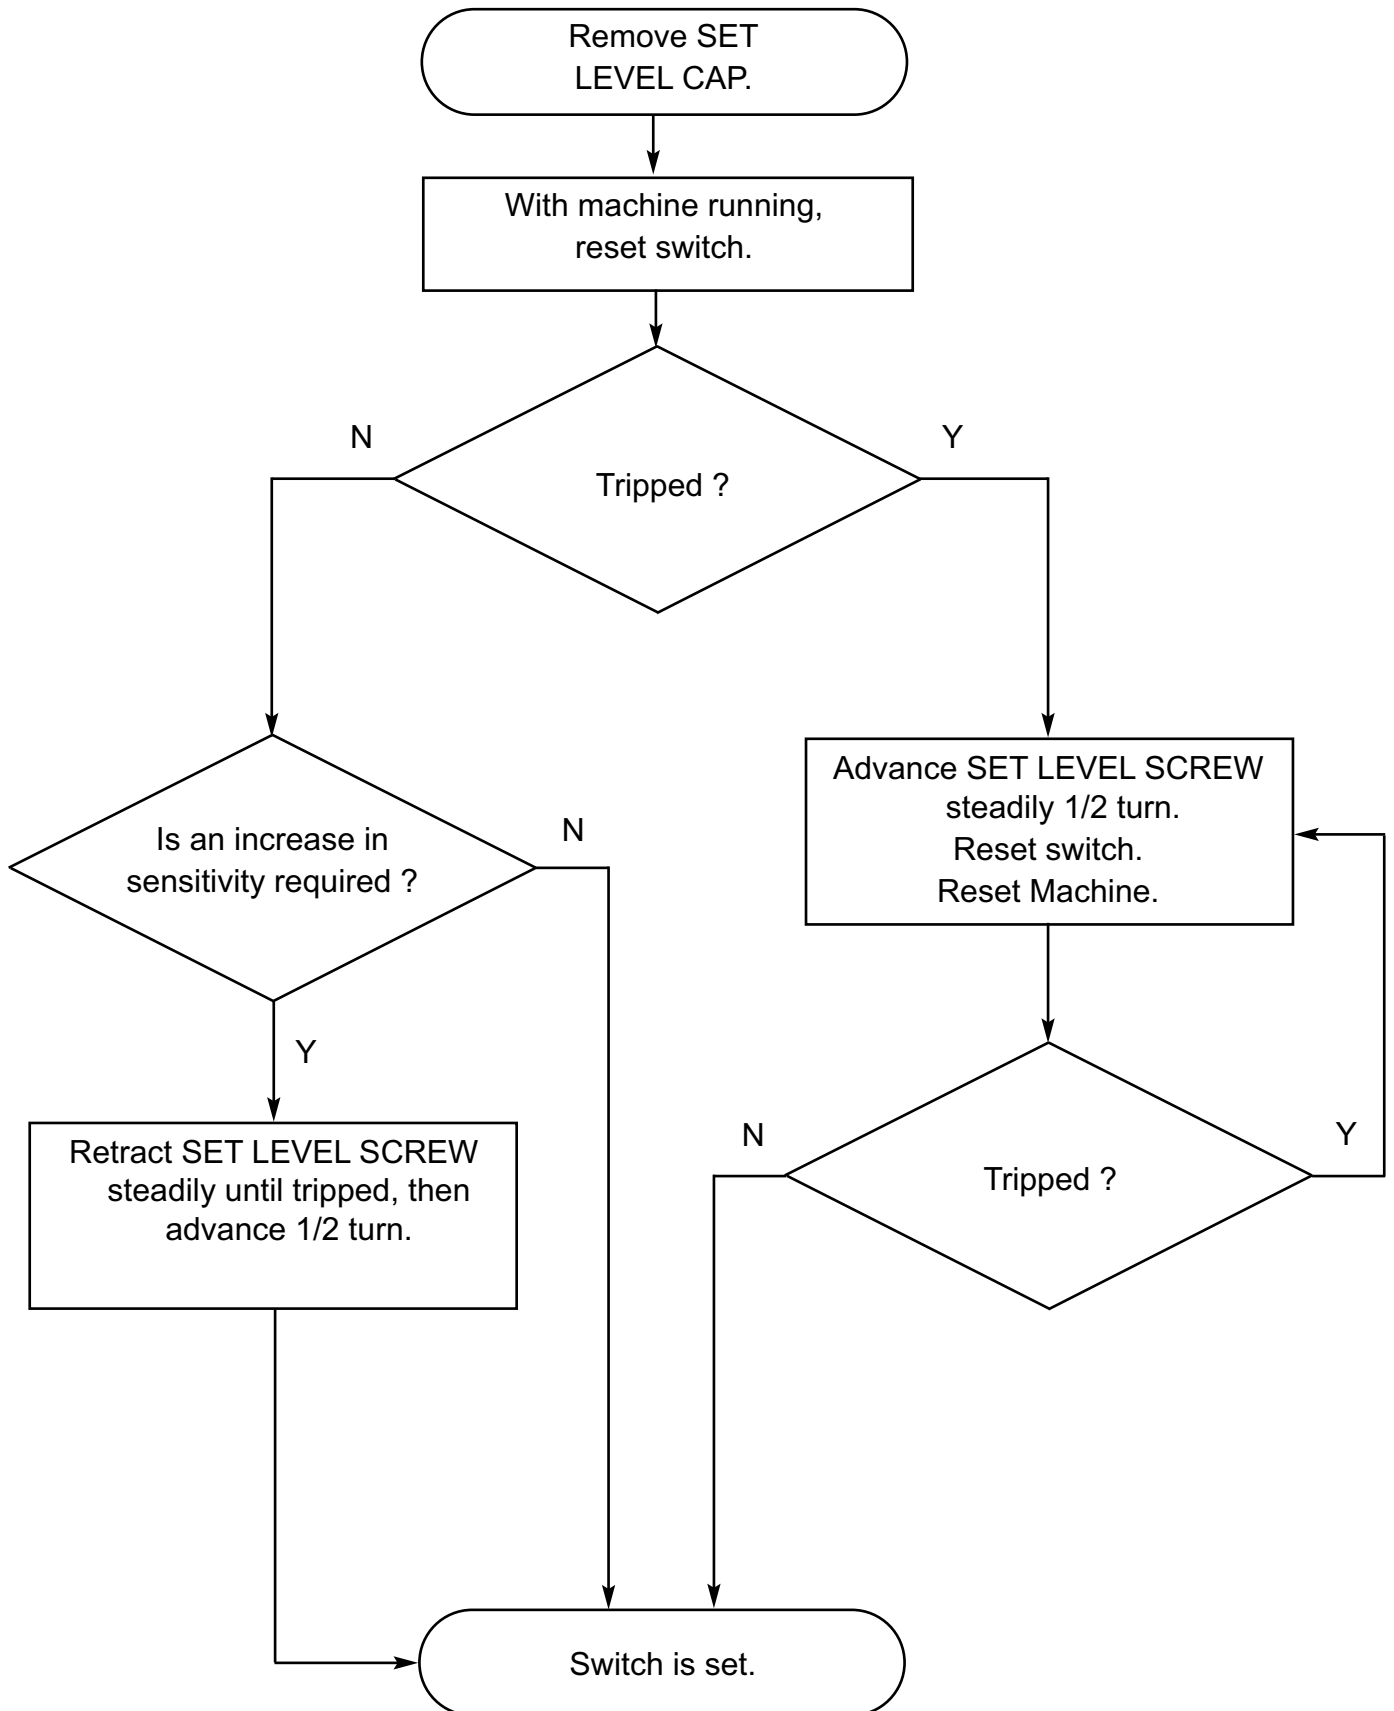 Remove SET
LEVEL CAP.
With machine running,
reset switch.
N
Y
Tripped ?
Is an increase in
sensitivity required ?
N
Advance SET LEVEL SCREW
steadily 1/2 turn.
Reset switch.
Reset Machine.
Y
Retract SET LEVEL SCREW
steadily until tripped, then
advance 1/2 turn.
N
Y
Tripped ?
Switch is set.